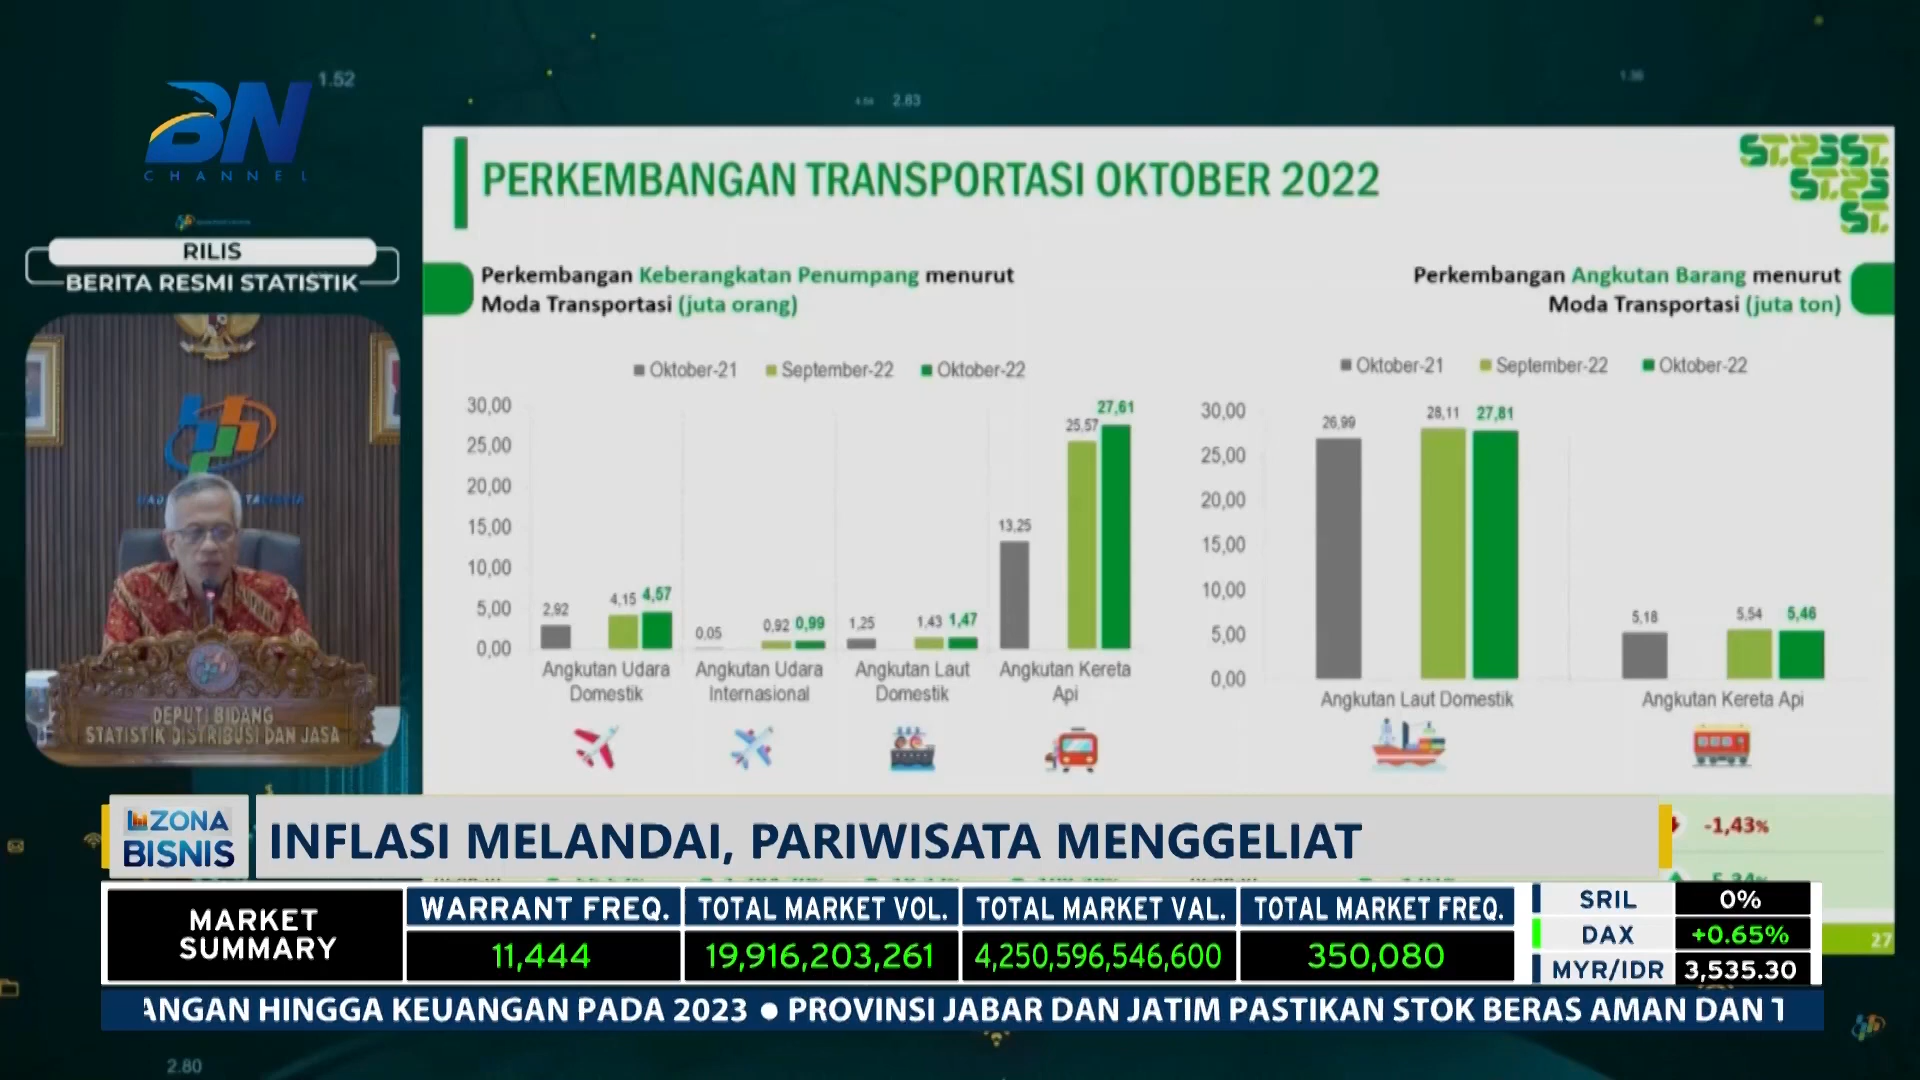 1.52
1.36
2.83
BN
CHANNEL
RILIS
BERITA RESMI STATISTIK
DEPUTI BIDANG
STATISTIK DISTRIBUSI DAN JASA
PERKEMBANGAN TRANSPORTASI OKTOBER 2022
ST.23ST.
ST.23
ST.
Perkembangan Keberangkatan Penumpang menurut
Moda Transportasi (juta orang)
Oktober-21 September-22 Oktober-22
30,00
25,00
20,00
15,00
10,00
5,00
0,00
2,92 4,15 4,57
0,05 0,92 0,99
1,25 1,43 1,47
13,25 25,57 27,61
Angkutan Udara
Domestik
Angkutan Udara
Internasional
Angkutan Laut
Domestik
Angkutan Kereta
Api
Perkembangan Angkutan Barang menurut
Moda Transportasi (juta ton)
Oktober-21 September-22 Oktober-22
30,00
25,00
20,00
15,00
10,00
5,00
0,00
26,99 28,11 27,81
5,18 5,54 5,46
Angkutan Laut Domestik
Angkutan Kereta Api
-1,43%
27
ZONA
BISNIS
INFLASI MELANDAI, PARIWISATA MENGGELIAT
MARKET
SUMMARY
WARRANT FREQ.
11,444
TOTAL MARKET VOL.
19,916,203,261
TOTAL MARKET VAL.
4,250,596,546,600
TOTAL MARKET FREQ.
350,080
SRIL 0%
DAX +0.65%
MYR/IDR 3,535.30
ANGAN HINGGA KEUANGAN PADA 2023 ● PROVINSI JABAR DAN JATIM PASTIKAN STOK BERAS AMAN DAN T
2.80